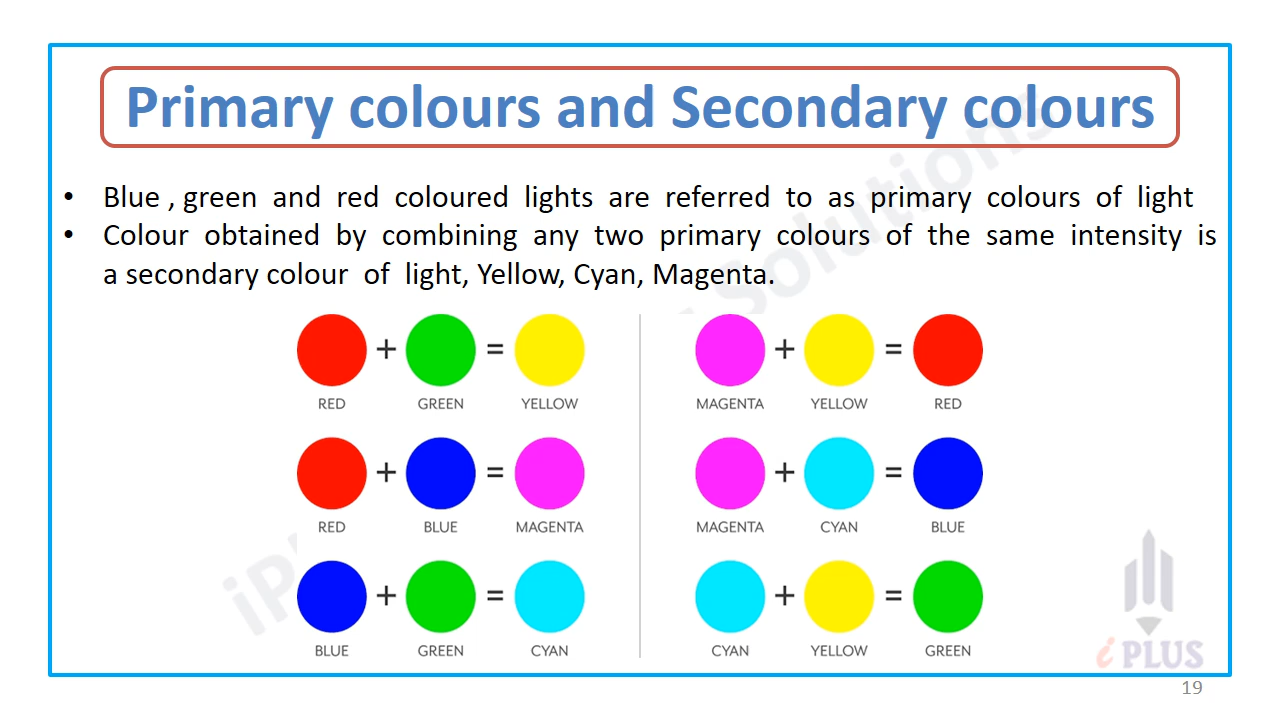 Primary colours and Secondary colours
• Blue , green and red coloured lights are referred to as primary colours of light
• Colour obtained by combining any two primary colours of the same intensity is
a secondary colour of light, Yellow, Cyan, Magenta.
+ =
RED GREEN YELLOW
+ =
RED BLUE MAGENTA
+ =
BLUE GREEN CYAN
+ =
MAGENTA YELLOW RED
+ =
MAGENTA CYAN BLUE
+ =
CYAN YELLOW GREEN
Solutions
i PLUS
19